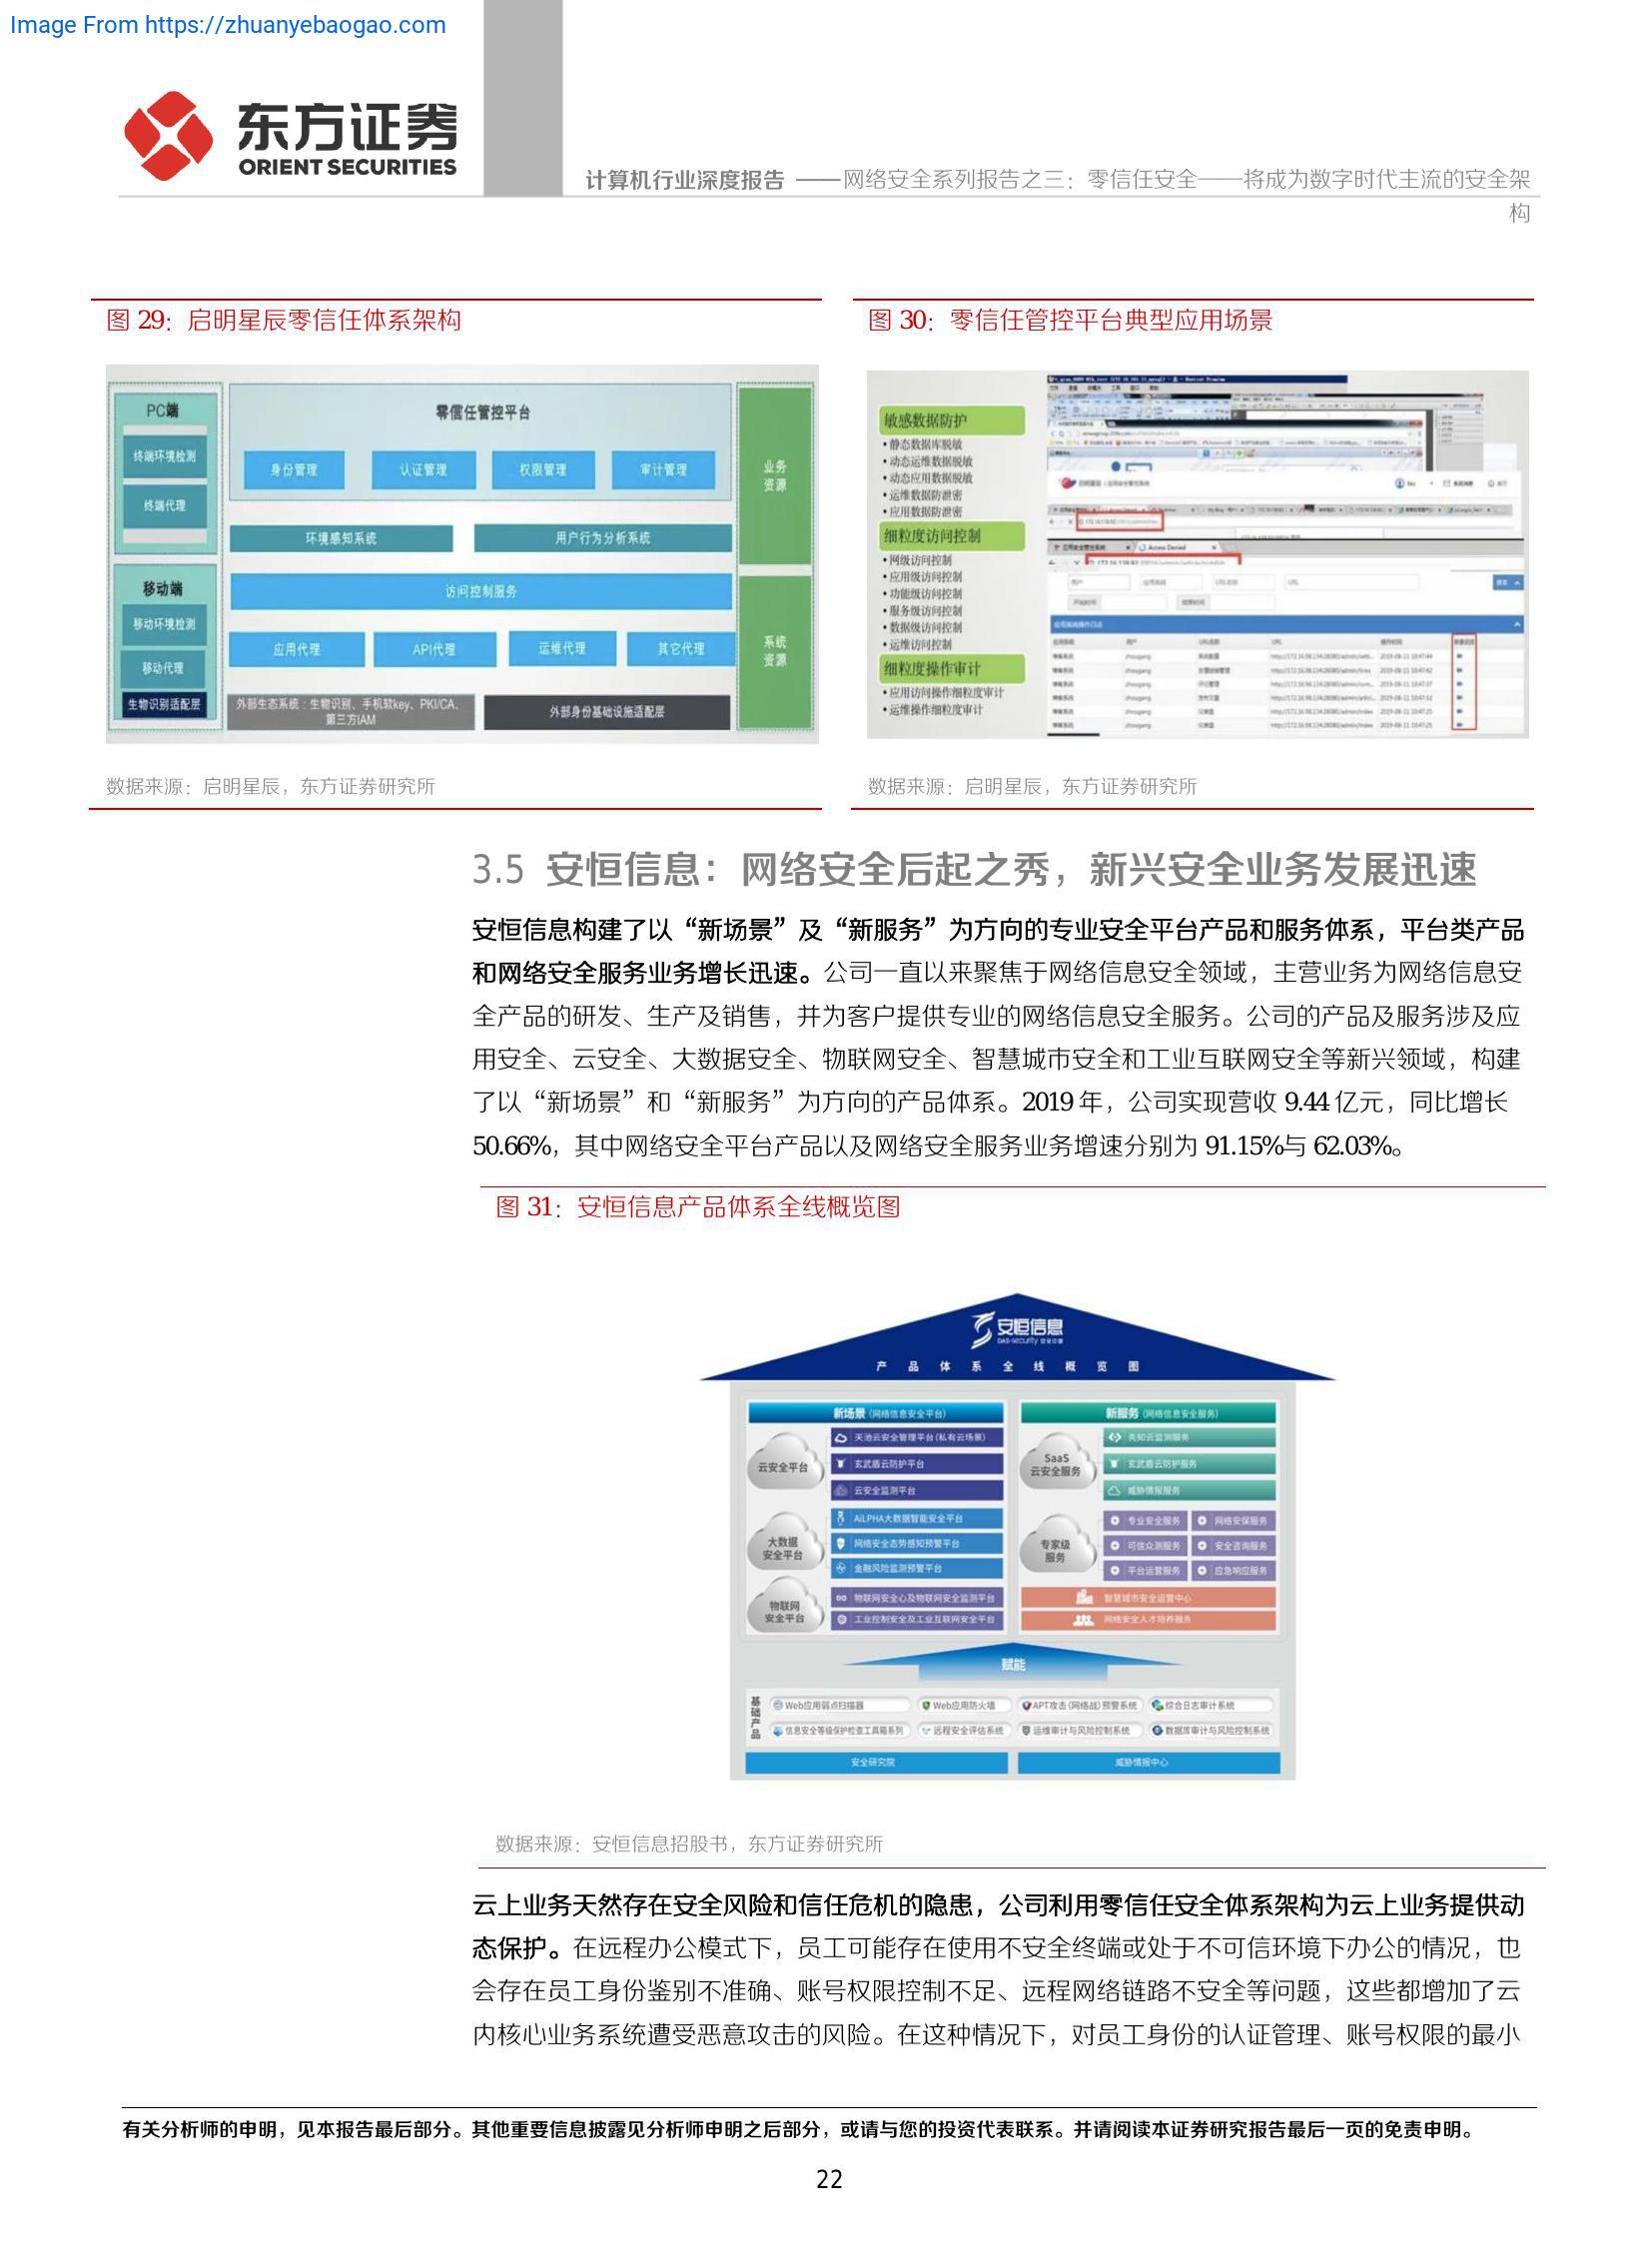 Image From https://zhuanyebaogao.com
东方证券
ORIENT SECURITIES
计算机行业深度报告 ——网络安全系列报告之三：零信任安全——将成为数字时代主流的安全架
构
图 29：启明星辰零信任体系架构
PC端
终端环境检测
终端代理
移动端
移动环境检测
移动代理
生物识别适配层
零信任管控平台
身份管理
认证管理
权限管理
审计管理
环境感知系统
用户行为分析系统
访问控制服务
应用代理
API代理
运维代理
其它代理
外部生态系统：生物识别、手机软key、PKI/CA、
第三方IAM
外部身份基础设施适配层
业务
资源
系统
资源
数据来源：启明星辰，东方证券研究所
图 30：零信任管控平台典型应用场景
敏感数据防护
• 静态数据库脱敏
• 动态运维数据脱敏
• 动态应用数据脱敏
• 运维数据防泄密
• 应用数据防泄密
细粒度访问控制
• 网级访问控制
• 应用级访问控制
• 功能级访问控制
• 服务级访问控制
• 数据级访问控制
• 运维访问控制
细粒度操作审计
• 应用访问操作细粒度审计
• 运维操作细粒度审计
Access Denied
数据来源：启明星辰，东方证券研究所
3.5 安恒信息：网络安全后起之秀，新兴安全业务发展迅速
安恒信息构建了以“新场景”及“新服务”为方向的专业安全平台产品和服务体系，平台类产品
和网络安全服务业务增长迅速。公司一直以来聚焦于网络信息安全领域，主营业务为网络信息安
全产品的研发、生产及销售，并为客户提供专业的网络信息安全服务。公司的产品及服务涉及应
用安全、云安全、大数据安全、物联网安全、智慧城市安全和工业互联网安全等新兴领域，构建
了以“新场景”和“新服务”为方向的产品体系。2019 年，公司实现营收 9.44 亿元，同比增长
50.66%，其中网络安全平台产品以及网络安全服务业务增速分别为 91.15%与 62.03%。
图 31：安恒信息产品体系全线概览图
安恒信息
产品体系全线概览图
新场景 (网络信息安全平台)
云安全平台
天池云安全管理平台(私有云场景)
玄武盾云防护平台
云安全监测平台
大数据
安全平台
AiLPHA大数据智能安全平台
网络安全态势感知预警平台
金融风险监测预警平台
物联网
安全平台
物联网安全心及物联网安全监测平台
工业控制安全及工业互联网安全平台
新服务 (网络信息安全服务)
SaaS
云安全服务
先知云监测服务
玄武盾云防护服务
威胁情报服务
专家级
服务
专业安全服务
网络安保服务
可信众测服务
安全咨询服务
平台运营服务
应急响应服务
智慧城市安全运营中心
网络安全人才培养服务
赋能
基础产品
Web应用弱点扫描器
Web应用防火墙
APT攻击(网络战)预警系统
综合日志审计系统
信息安全等级保护检查工具箱系列
远程安全评估系统
运维审计与风险控制系统
数据库审计与风险控制系统
安全研究院
威胁情报中心
数据来源：安恒信息招股书，东方证券研究所
云上业务天然存在安全风险和信任危机的隐患，公司利用零信任安全体系架构为云上业务提供动
态保护。在远程办公模式下，员工可能存在使用不安全终端或处于不可信环境下办公的情况，也
会存在员工身份鉴别不准确、账号权限控制不足、远程网络链路不安全等问题，这些都增加了云
内核心业务系统遭受恶意攻击的风险。在这种情况下，对员工身份的认证管理、账号权限的最小
有关分析师的申明，见本报告最后部分。其他重要信息披露见分析师申明之后部分，或请与您的投资代表联系。并请阅读本证券研究报告最后一页的免责申明。
22